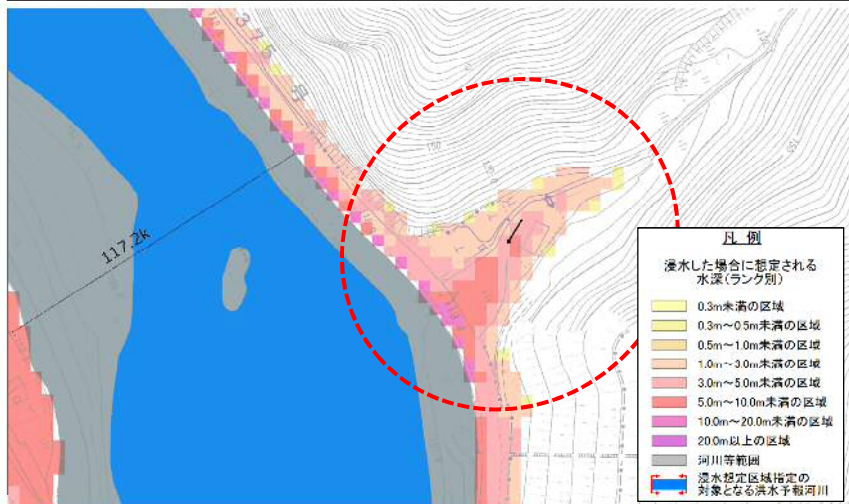 375
号
150
155
117.2k
凡 例
浸水した場合に想定される
水深(ランク別)
0.3m未満の区域
0.3m~0.5m未満の区域
0.5m~1.0m未満の区域
1.0m~3.0m未満の区域
3.0m~5.0m未満の区域
5.0m~10.0m未満の区域
10.0m~20.0m未満の区域
20.0m以上の区域
河川等範囲
浸水想定区域指定の
対象となる洪水予報河川